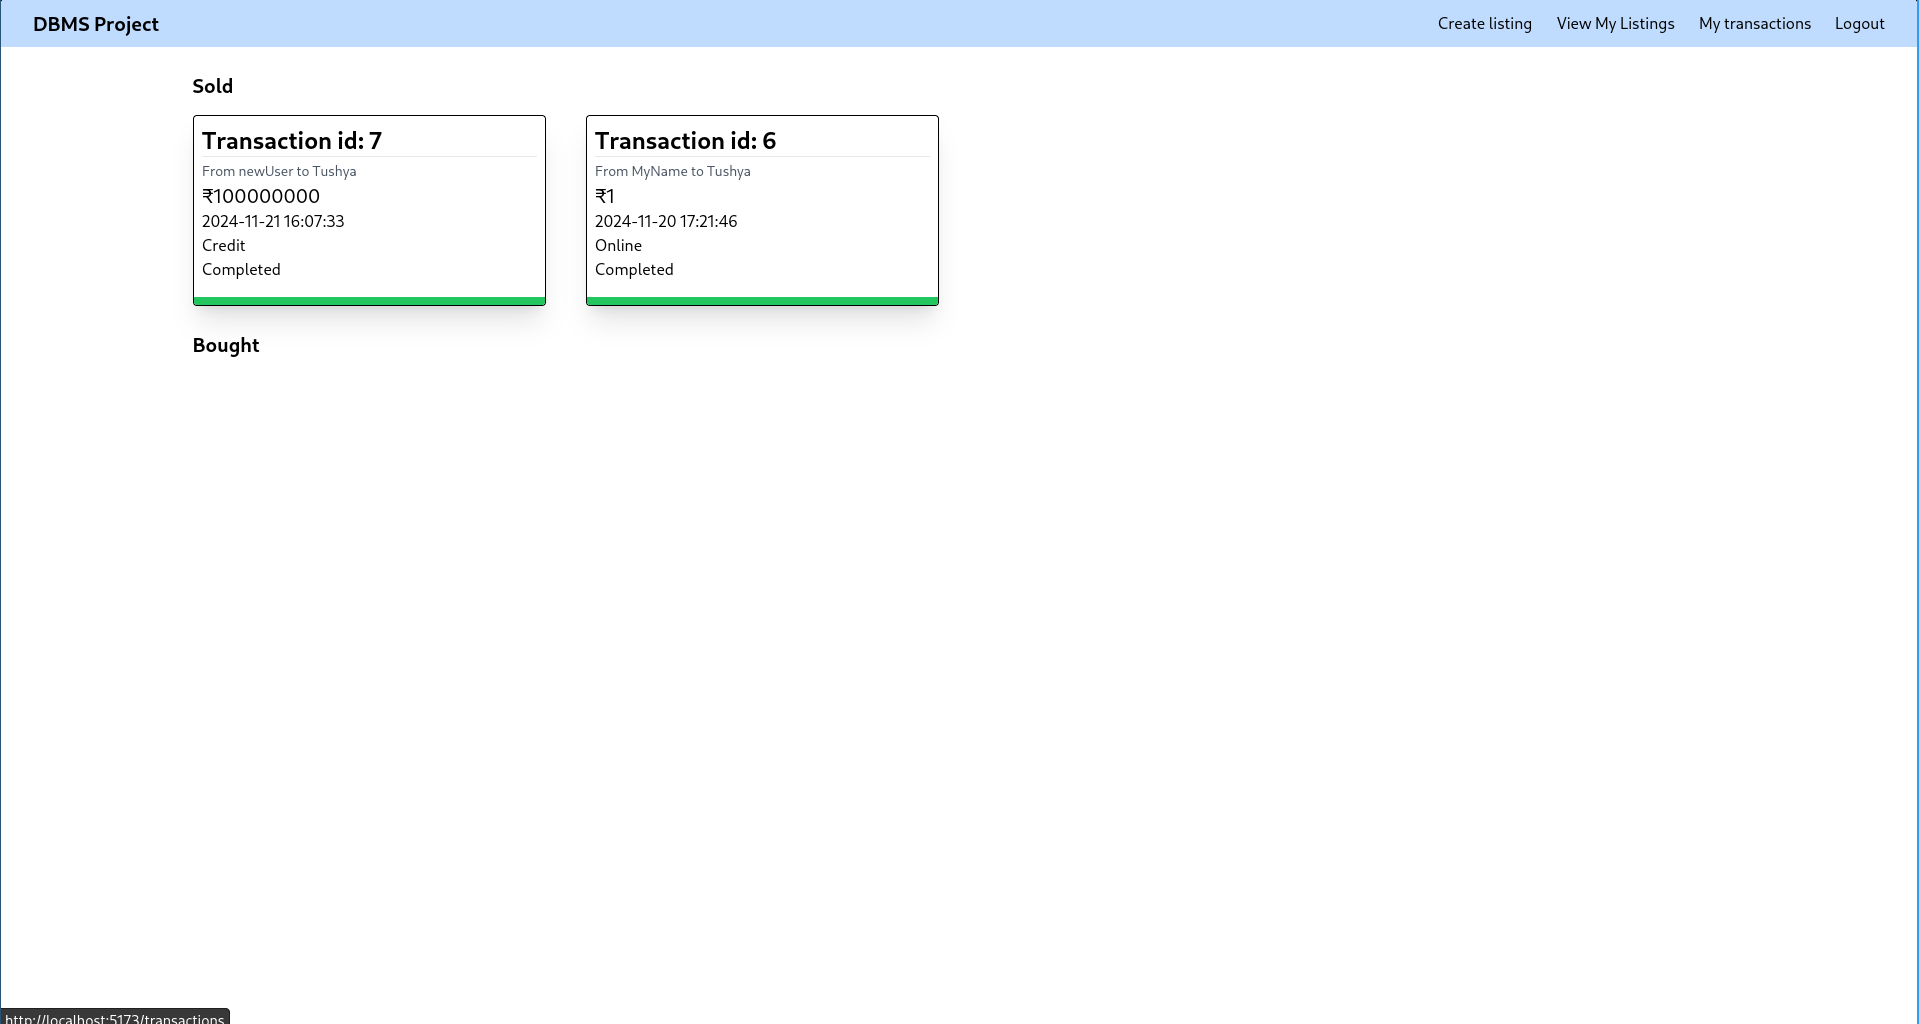 DBMS Project
Create listing View My Listings My transactions Logout
Sold
Transaction id: 7
From newUser to Tushya
₹100000000
2024-11-21 16:07:33
Credit
Completed
Transaction id: 6
From MyName to Tushya
₹1
2024-11-20 17:21:46
Online
Completed
Bought
http://localhost:5173/transactions